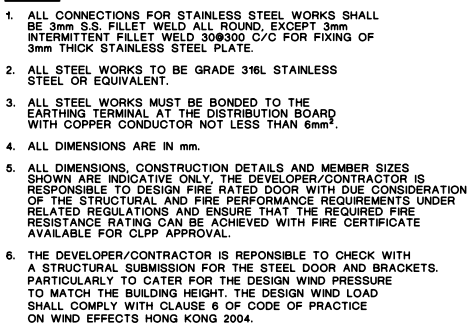 1. ALL CONNECTIONS FOR STAINLESS STEEL WORKS SHALL
BE 3mm S.S. FILLET WELD ALL ROUND, EXCEPT 3mm
INTERMITTENT FILLET WELD 30@300 C/C FOR FIXING OF
3mm THICK STAINLESS STEEL PLATE.
2. ALL STEEL WORKS TO BE GRADE 316L STAINLESS
STEEL OR EQUIVALENT.
3. ALL STEEL WORKS MUST BE BONDED TO THE
EARTHING TERMINAL AT THE DISTRIBUTION BOARD
WITH COPPER CONDUCTOR NOT LESS THAN 6mm².
4. ALL DIMENSIONS ARE IN mm.
5. ALL DIMENSIONS, CONSTRUCTION DETAILS AND MEMBER SIZES
SHOWN ARE INDICATIVE ONLY, THE DEVELOPER/CONTRACTOR IS
RESPONSIBLE TO DESIGN FIRE RATED DOOR WITH DUE CONSIDERATION
OF THE STRUCTURAL AND FIRE PERFORMANCE REQUIREMENTS UNDER
RELATED REGULATIONS AND ENSURE THAT THE REQUIRED FIRE
RESISTANCE RATING CAN BE ACHIEVED WITH FIRE CERTIFICATE
AVAILABLE FOR CLPP APPROVAL.
6. THE DEVELOPER/CONTRACTOR IS REPONSIBLE TO CHECK WITH
A STRUCTURAL SUBMISSION FOR THE STEEL DOOR AND BRACKETS.
PARTICULARLY TO CATER FOR THE DESIGN WIND PRESSURE
TO MATCH THE BUILDING HEIGHT. THE DESIGN WIND LOAD
SHALL COMPLY WITH CLAUSE 6 OF CODE OF PRACTICE
ON WIND EFFECTS HONG KONG 2004.